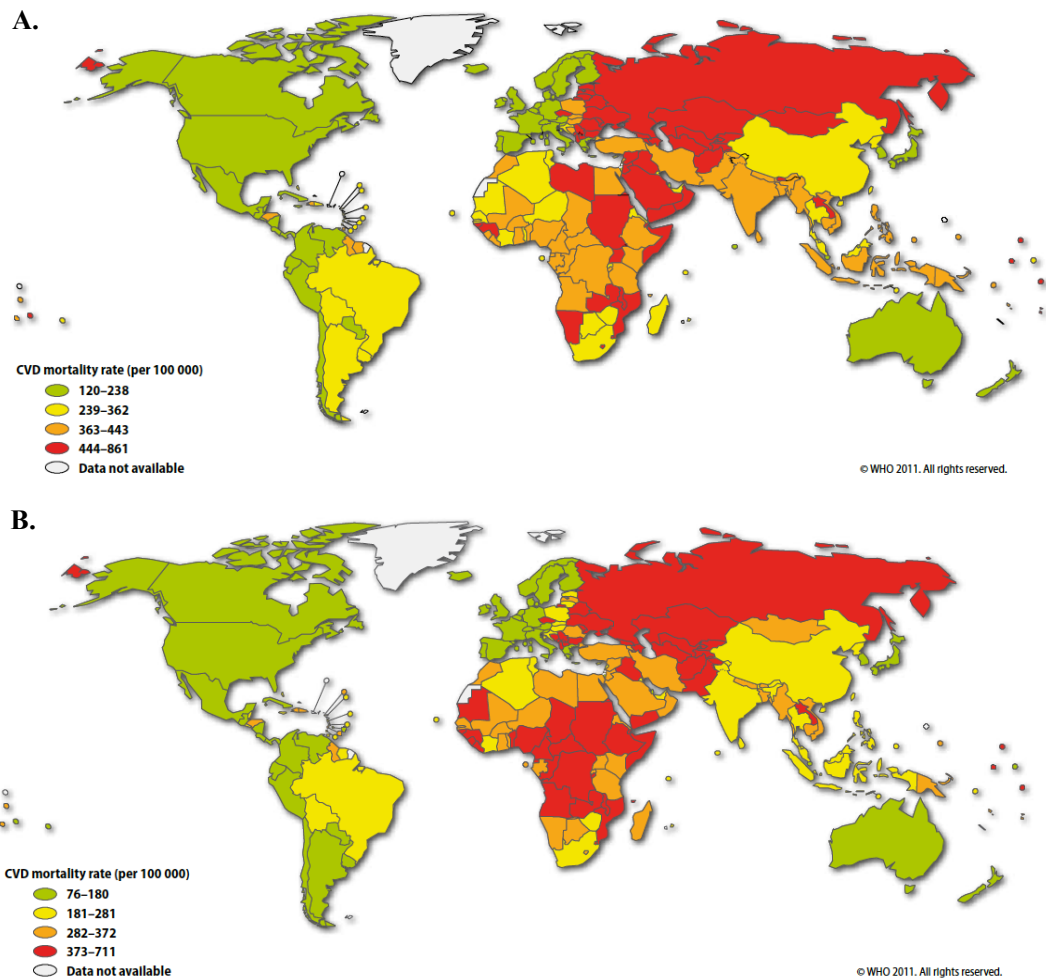 A.
CVD mortality rate (per 100 000)
120–238
239–362
363–443
444–861
Data not available
© WHO 2011. All rights reserved.
B.
CVD mortality rate (per 100 000)
76–180
181–281
282–372
373–711
Data not available
© WHO 2011. All rights reserved.